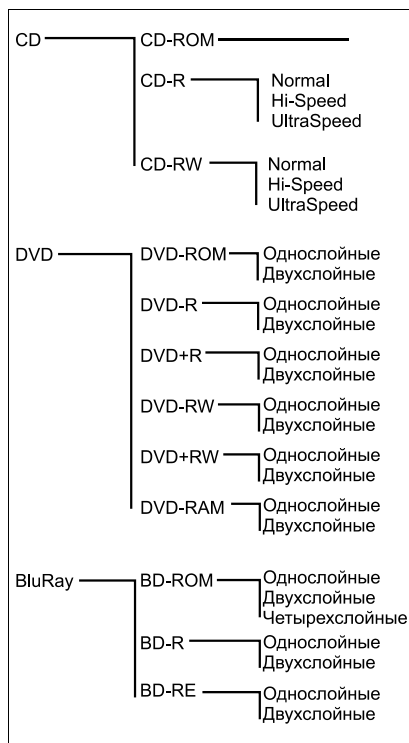 CD CD-ROM
CD-R Normal
Hi-Speed
UltraSpeed
CD-RW Normal
Hi-Speed
UltraSpeed
DVD DVD-ROM Однослойные
Двухслойные
DVD-R Однослойные
Двухслойные
DVD+R Однослойные
Двухслойные
DVD-RW Однослойные
Двухслойные
DVD+RW Однослойные
Двухслойные
DVD-RAM Однослойные
Двухслойные
BluRay BD-ROM Однослойные
Двухслойные
Четырехслойные
BD-R Однослойные
Двухслойные
BD-RE Однослойные
Двухслойные